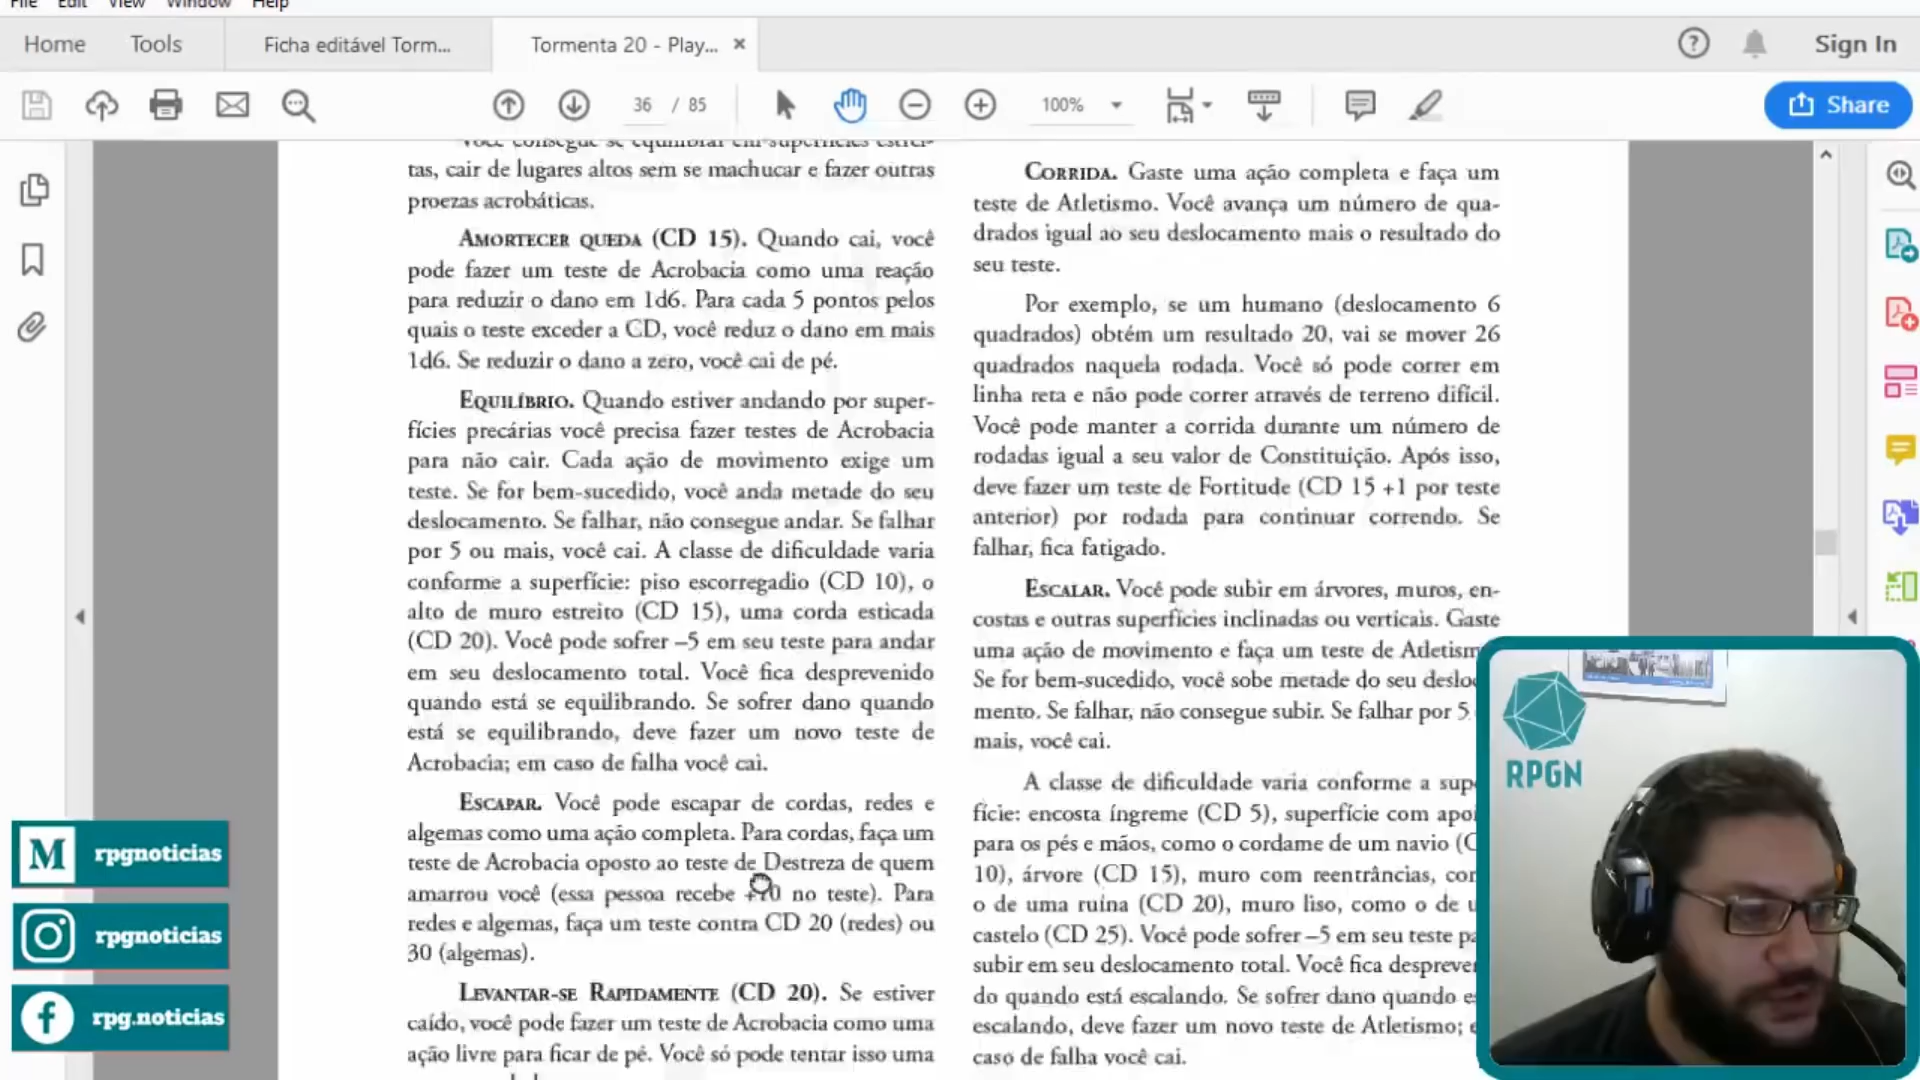 File Edit View Window Help
Home Tools Ficha editável Torm... Tormenta 20 - Play... Sign In
36 / 85 100% Share
Você consegue se equilibrar em superfícies estrei-
tas, cair de lugares altos sem se machucar e fazer outras
proezas acrobáticas.
AMORTECER QUEDA (CD 15). Quando cai, você
pode fazer um teste de Acrobacia como uma reação
para reduzir o dano em 1d6. Para cada 5 pontos pelos
quais o teste exceder a CD, você reduz o dano em mais
1d6. Se reduzir o dano a zero, você cai de pé.
EQUILÍBRIO. Quando estiver andando por super-
fícies precárias você precisa fazer testes de Acrobacia
para não cair. Cada ação de movimento exige um
teste. Se for bem-sucedido, você anda metade do seu
deslocamento. Se falhar, não consegue andar. Se falhar
por 5 ou mais, você cai. A classe de dificuldade varia
conforme a superfície: piso escorregadio (CD 10), o
alto de muro estreito (CD 15), uma corda esticada
(CD 20). Você pode sofrer –5 em seu teste para andar
em seu deslocamento total. Você fica desprevenido
quando está se equilibrando. Se sofrer dano quando
está se equilibrando, deve fazer um novo teste de
Acrobacia; em caso de falha você cai.
ESCAPAR. Você pode escapar de cordas, redes e
algemas como uma ação completa. Para cordas, faça um
teste de Acrobacia oposto ao teste de Destreza de quem
amarrou você (essa pessoa recebe +10 no teste). Para
redes e algemas, faça um teste contra CD 20 (redes) ou
30 (algemas).
LEVANTAR-SE RAPIDAMENTE (CD 20). Se estiver
caído, você pode fazer um teste de Acrobacia como uma
ação livre para ficar de pé. Você só pode tentar isso uma
CORRIDA. Gaste uma ação completa e faça um
teste de Atletismo. Você avança um número de qua-
drados igual ao seu deslocamento mais o resultado do
seu teste.
Por exemplo, se um humano (deslocamento 6
quadrados) obtém um resultado 20, vai se mover 26
quadrados naquela rodada. Você só pode correr em
linha reta e não pode correr através de terreno difícil.
Você pode manter a corrida durante um número de
rodadas igual a seu valor de Constituição. Após isso,
deve fazer um teste de Fortitude (CD 15 +1 por teste
anterior) por rodada para continuar correndo. Se
falhar, fica fatigado.
ESCALAR. Você pode subir em árvores, muros, en-
costas e outras superfícies inclinadas ou verticais. Gaste
uma ação de movimento e faça um teste de Atletism
Se for bem-sucedido, você sobe metade do seu desloc
mento. Se falhar, não consegue subir. Se falhar por 5
mais, você cai.
A classe de dificuldade varia conforme a sup
fície: encosta íngreme (CD 5), superfície com apoi
para os pés e mãos, como o cordame de um navio (C
10), árvore (CD 15), muro com reentrâncias, com
o de uma ruína (CD 20), muro liso, como o de u
castelo (CD 25). Você pode sofrer –5 em seu teste pa
subir em seu deslocamento total. Você fica despreve
do quando está escalando. Se sofrer dano quando e
escalando, deve fazer um novo teste de Atletismo; e
caso de falha você cai.
M rpgnoticias
rpgnoticias
f rpg.noticias
RPGN